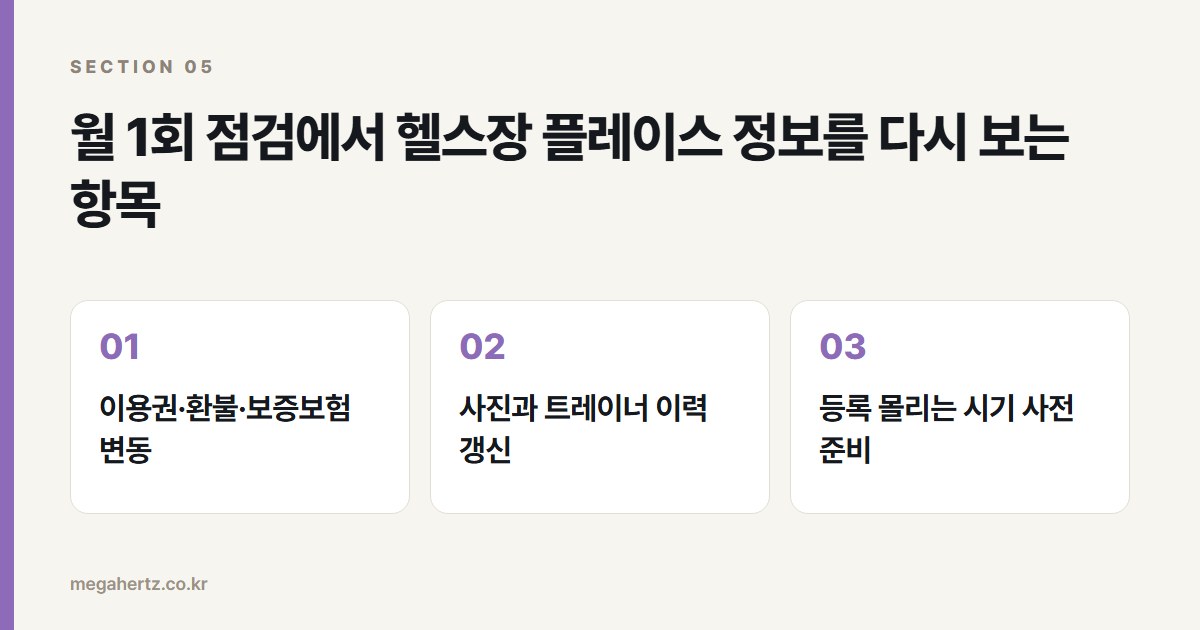 SECTION 05
월 1회 점검에서 헬스장 플레이스 정보를 다시 보는
항목
01
이용권·환불·보증보험
변동
02
사진과 트레이너 이력
갱신
03
등록 몰리는 시기 사전
준비
megahertz.co.kr